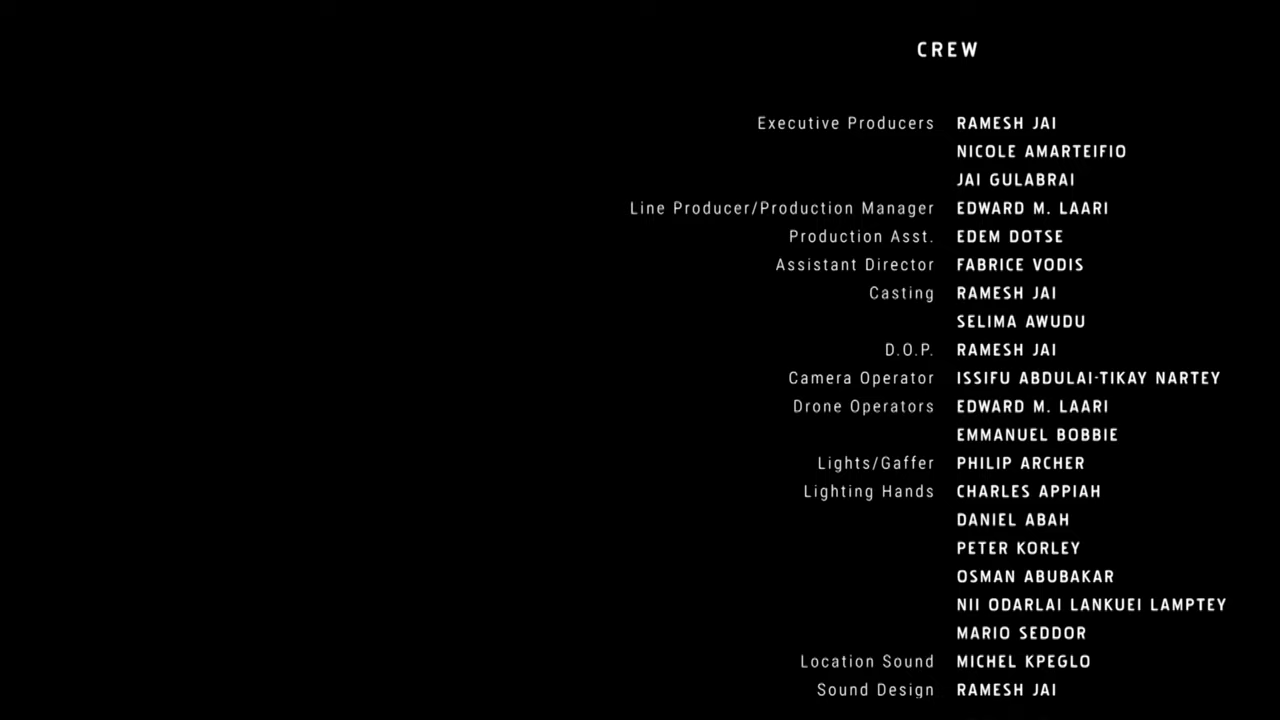 CREW
Executive Producers RAMESH JAI
NICOLE AMARTEIFIO
JAI GULABRAI
Line Producer/Production Manager EDWARD M. LAARI
Production Asst. EDEM DOTSE
Assistant Director FABRICE VODIS
Casting RAMESH JAI
SELIMA AWUDU
D.O.P. RAMESH JAI
Camera Operator ISSIFU ABDULAI-TIKAY NARTEY
Drone Operators EDWARD M. LAARI
EMMANUEL BOBBIE
Lights/Gaffer PHILIP ARCHER
Lighting Hands CHARLES APPIAH
DANIEL ABAH
PETER KORLEY
OSMAN ABUBAKAR
NII ODARLAI LANKUEI LAMPTEY
MARIO SEDDOR
Location Sound MICHEL KPEGLO
Sound Design RAMESH JAI